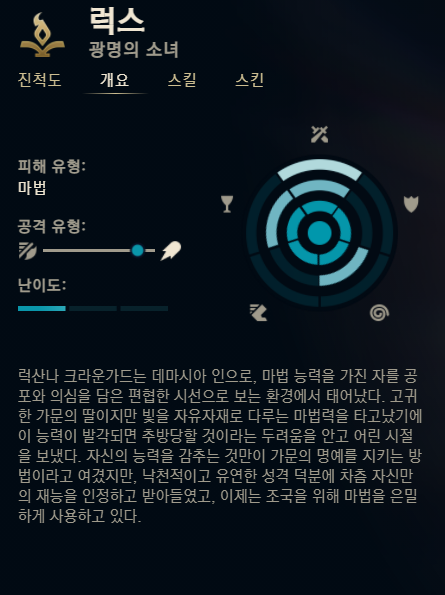 럭스
광명의 소녀
진척도 개요 스킬 스킨
피해 유형:
마법
공격 유형:
난이도:
럭산나 크라운가드는 데마시아 인으로, 마법 능력을 가진 자를 공
포와 의심을 담은 편협한 시선으로 보는 환경에서 태어났다. 고귀
한 가문의 딸이지만 빛을 자유자재로 다루는 마법력을 타고났기에
이 능력이 발각되면 추방당할 것이라는 두려움을 안고 어린 시절
을 보냈다. 자신의 능력을 감추는 것만이 가문의 명예를 지키는 방
법이라고 여겼지만, 낙천적이고 유연한 성격 덕분에 차츰 자신만
의 재능을 인정하고 받아들였고, 이제는 조국을 위해 마법을 은밀
하게 사용하고 있다.